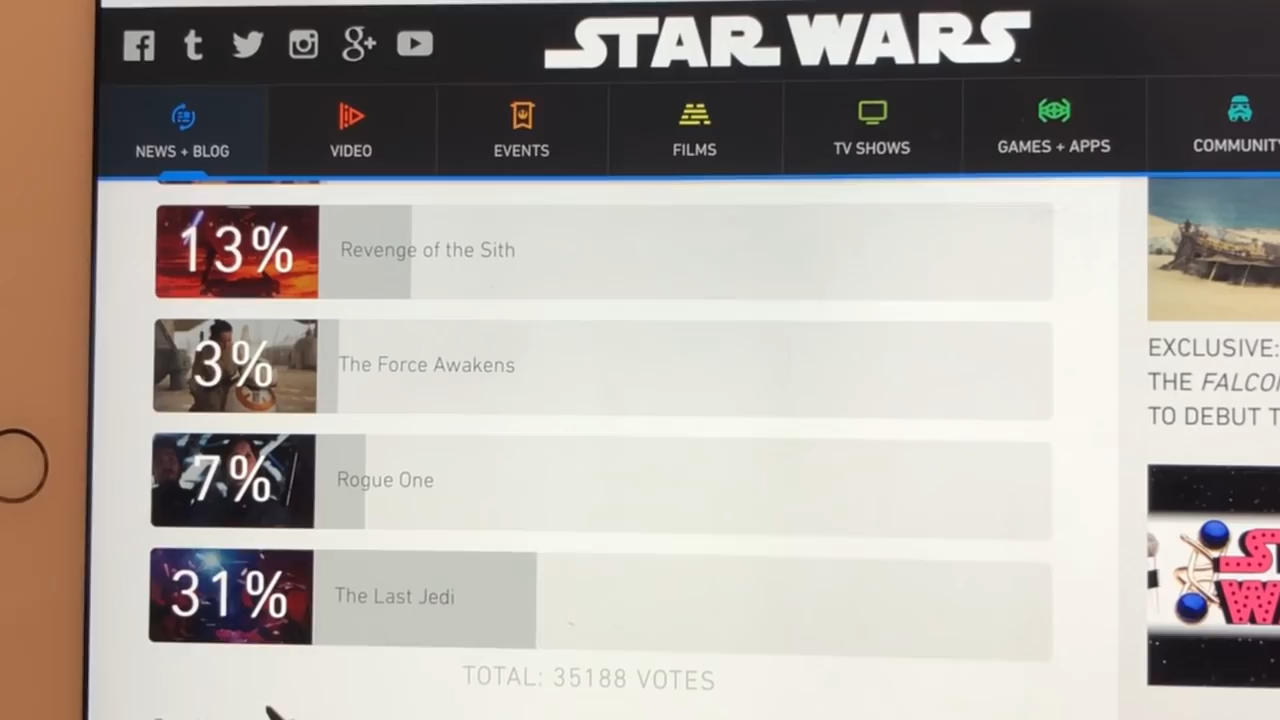 STAR WARS
NEWS + BLOG
VIDEO
EVENTS
FILMS
TV SHOWS
GAMES + APPS
COMMUNITY
13% Revenge of the Sith
3% The Force Awakens
7% Rogue One
31% The Last Jedi
TOTAL: 35188 VOTES
EXCLUSIVE:
THE FALCO
TO DEBUT T